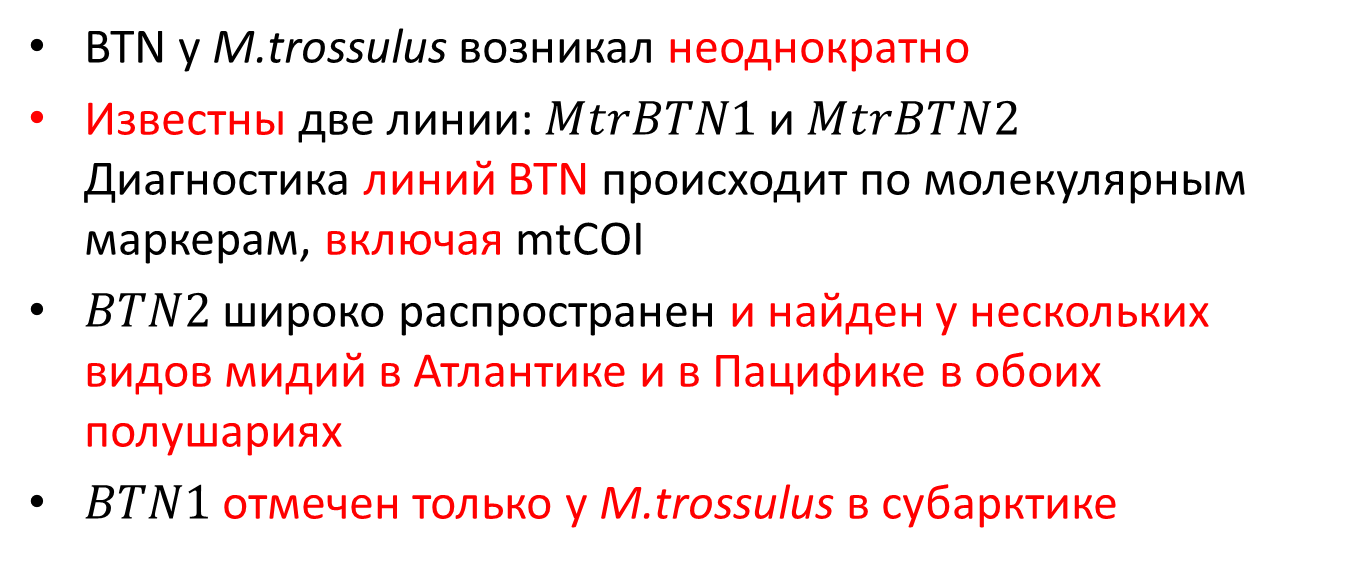 • BTN у M.trossulus возникал неоднократно
• Известны две линии: MtrBTN1 и MtrBTN2
Диагностика линий BTN происходит по молекулярным
маркерам, включая mtCOI
• BTN2 широко распространен и найден у нескольких
видов мидий в Атлантике и в Пацифике в обоих
полушариях
• BTN1 отмечен только у M.trossulus в субарктике